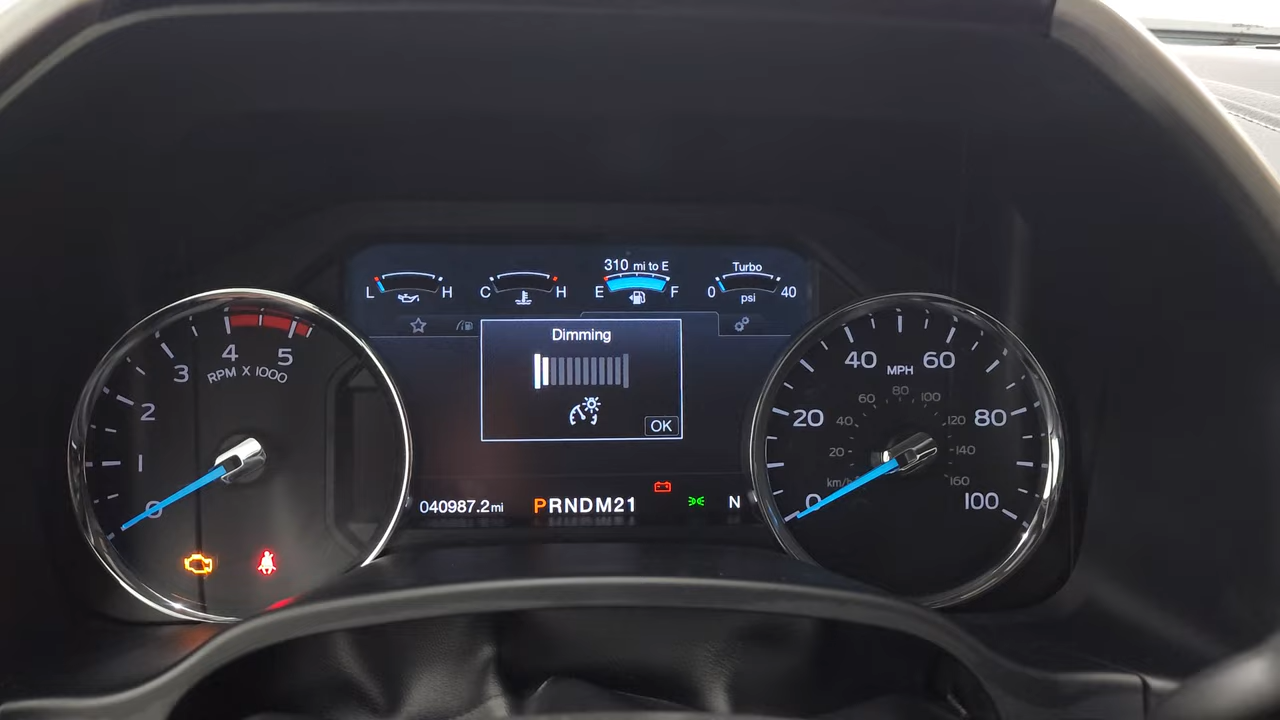 310 mi to E
Turbo
L H C H E F 0 psi 40
Dimming
OK
040987.2mi PRNDM21 N
0 1 2 3 4 5
RPM X 1000
0 20 40 60 80 100
MPH
20 40 60 80 100 120 140 160
km/h